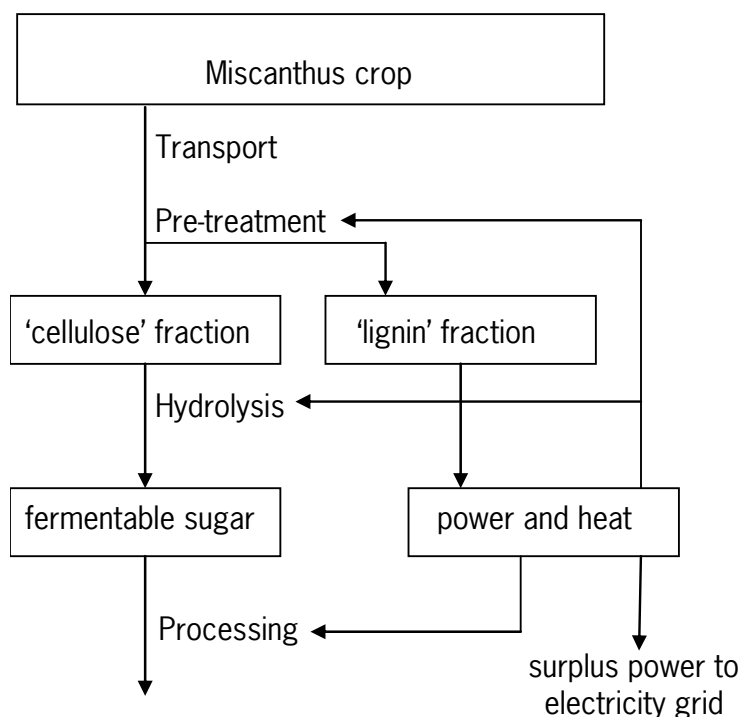 Miscanthus crop
Transport
Pre-treatment
‘cellulose’ fraction
‘lignin’ fraction
Hydrolysis
fermentable sugar
power and heat
Processing
surplus power to
electricity grid